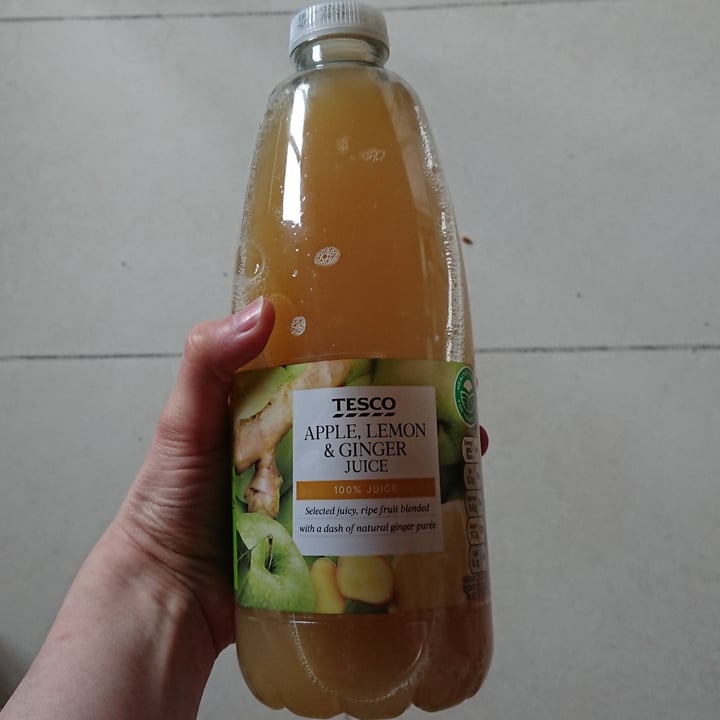 TESCO
APPLE, LEMON
& GINGER
JUICE
100% JUICE
Selected juicy, ripe fruit blended
with a dash of natural ginger purée